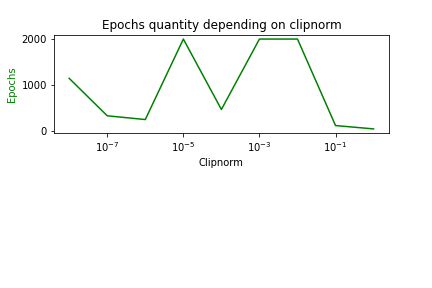 Epochs quantity depending on clipnorm
2000
1000
0
Epochs
10⁻⁷ 10⁻⁵ 10⁻³ 10⁻¹
Clipnorm